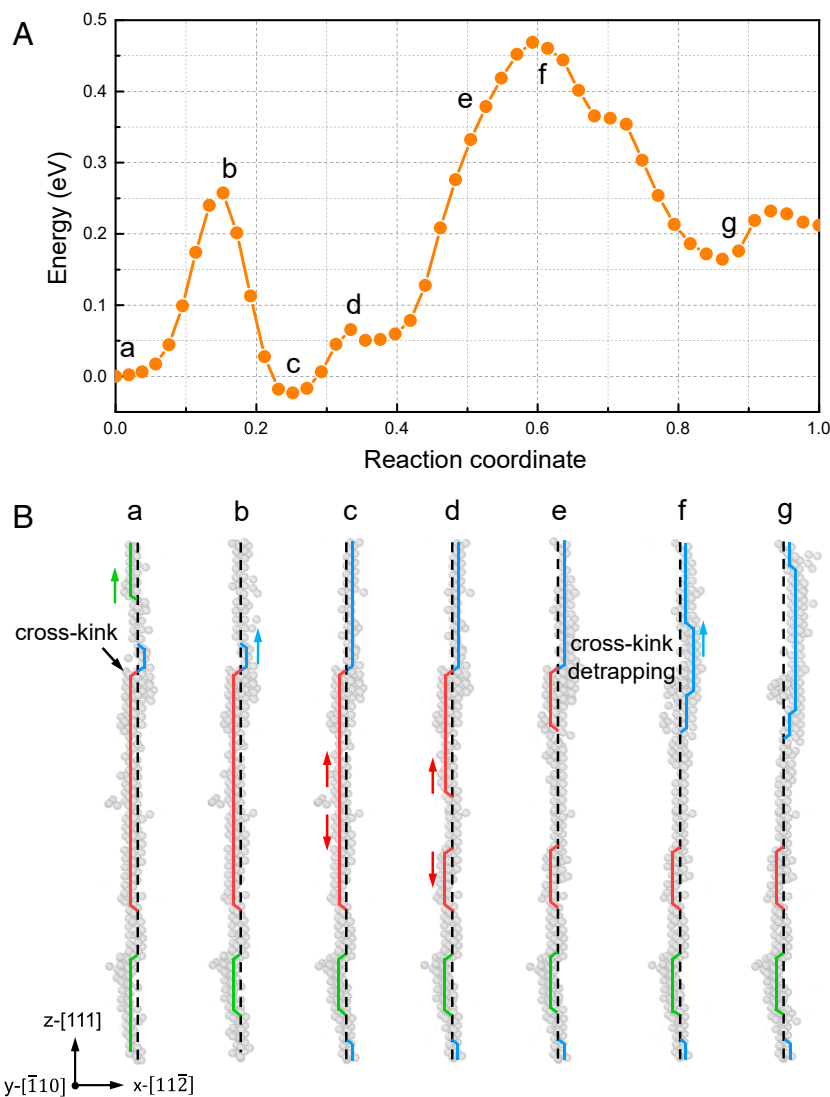 A
0.5
0.4
0.3
0.2
0.1
0.0
Energy (eV)
a
b
c
d
e
f
g
0.0 0.2 0.4 0.6 0.8 1.0
Reaction coordinate
B
a b c d e f g
cross-kink
cross-kink
detrapping
z-[111]
y-[1̅10] x-[112̅]